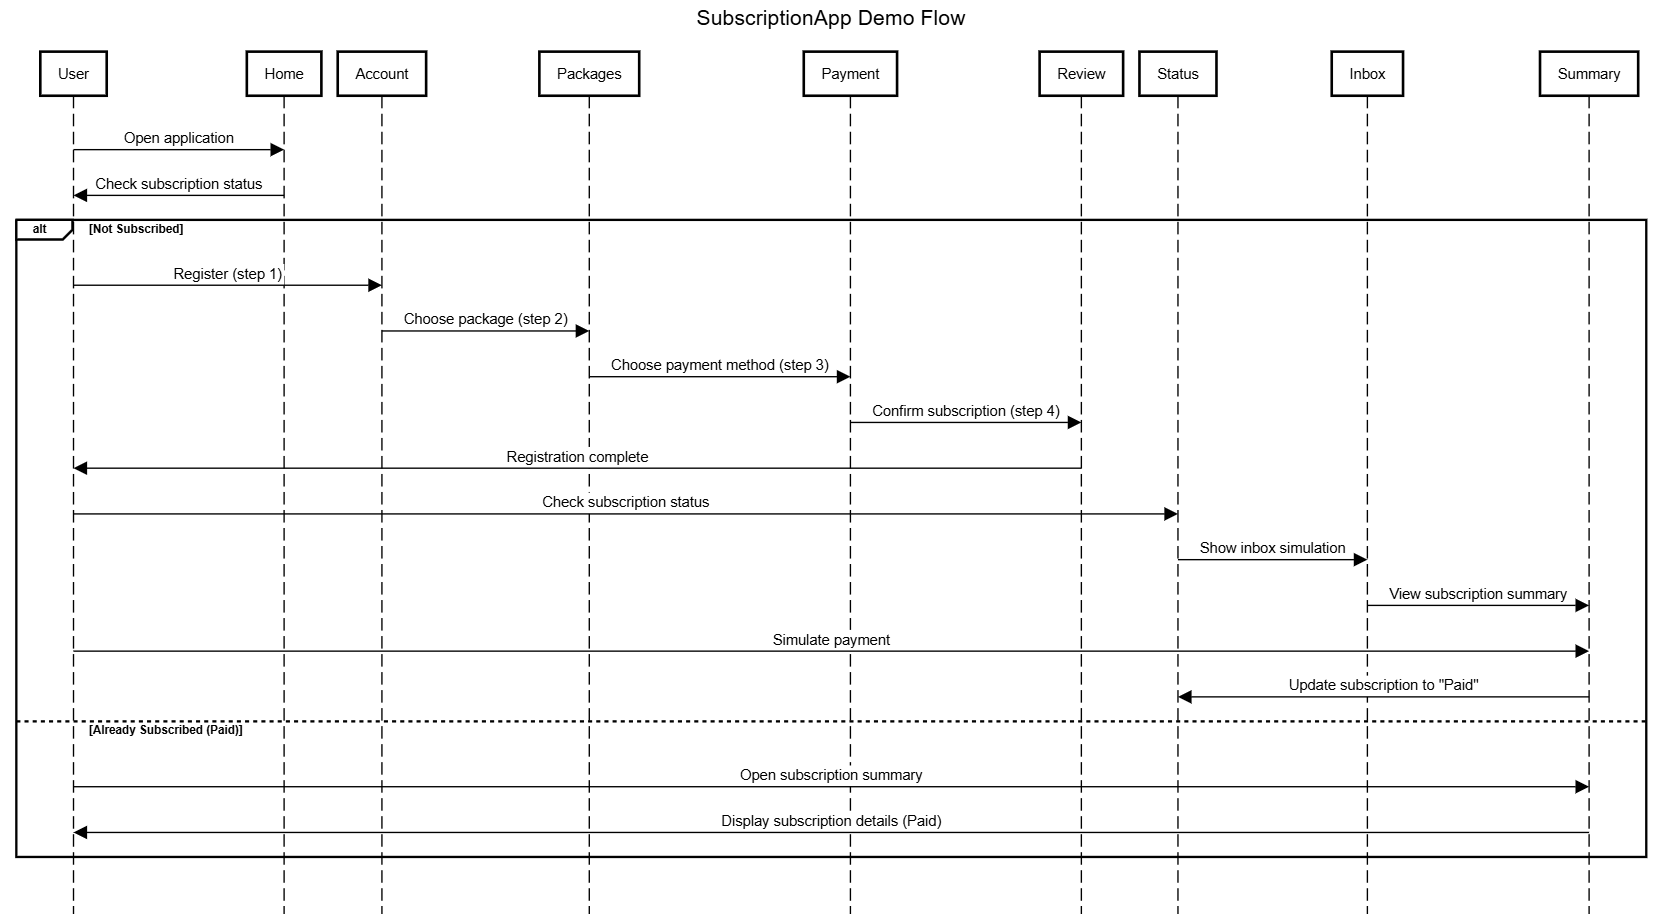 SubscriptionApp Demo Flow
User
Home
Account
Packages
Payment
Review
Status
Inbox
Summary
Open application
Check subscription status
alt
[Not Subscribed]
Register (step 1)
Choose package (step 2)
Choose payment method (step 3)
Confirm subscription (step 4)
Registration complete
Check subscription status
Show inbox simulation
View subscription summary
Simulate payment
Update subscription to "Paid"
[Already Subscribed (Paid)]
Open subscription summary
Display subscription details (Paid)